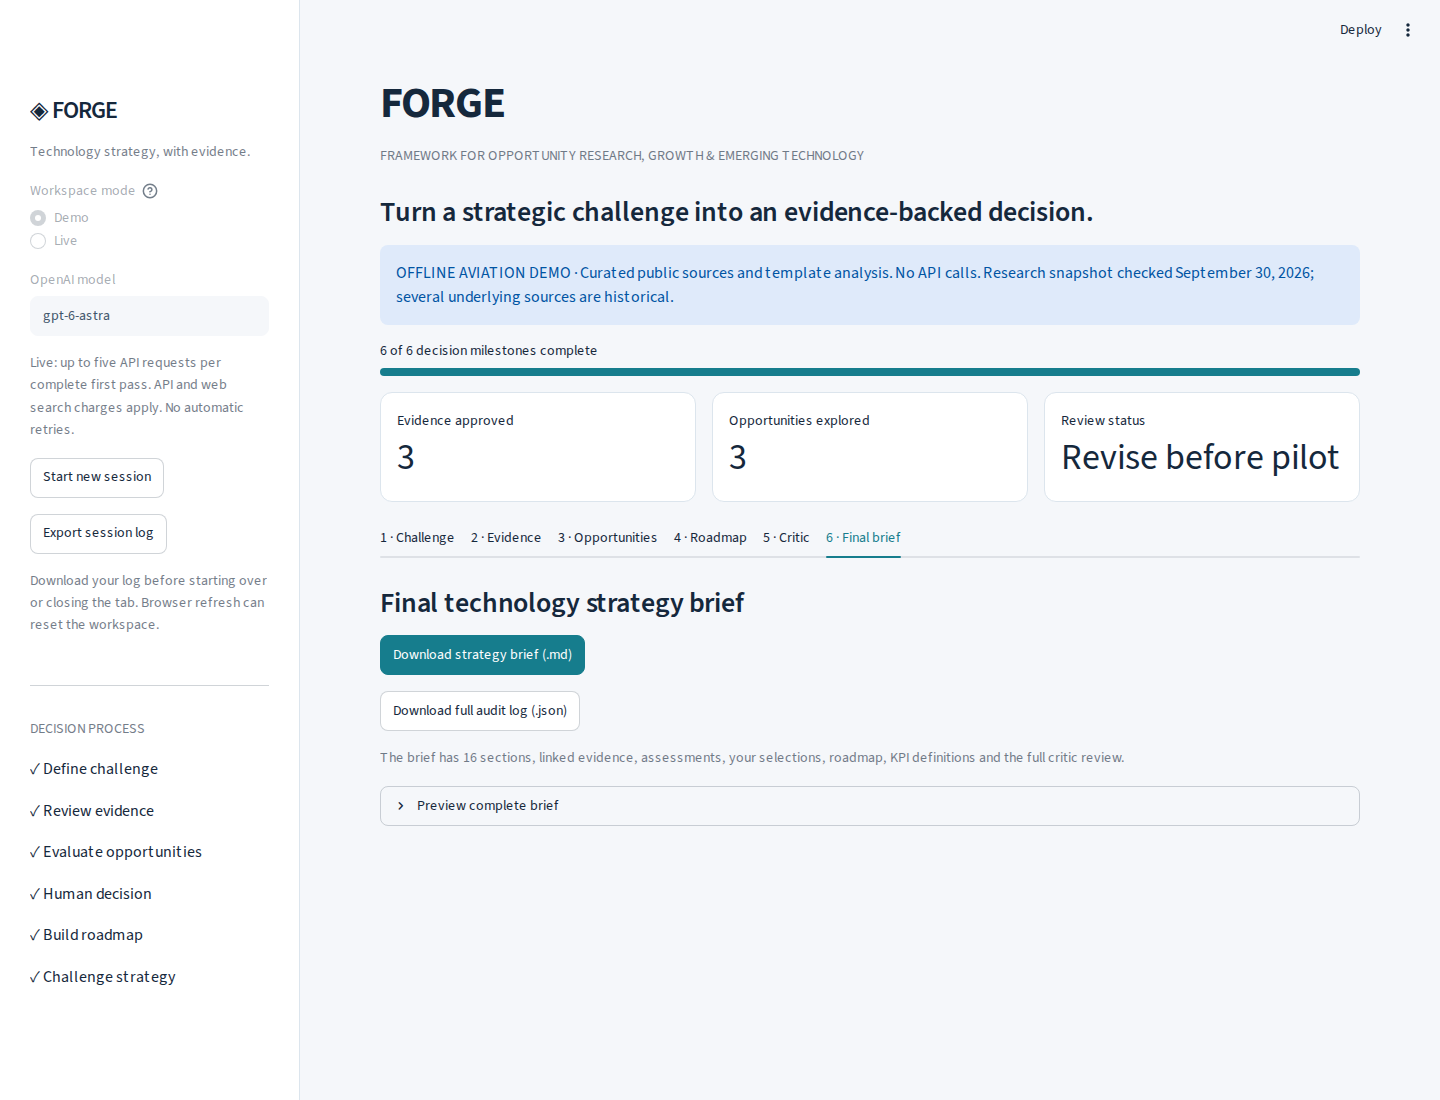 Deploy
◈ FORGE
Technology strategy, with evidence.
Workspace mode
Demo
Live
OpenAI model
gpt-6-astra
Live: up to five API requests per
complete first pass. API and web
search charges apply. No automatic
retries.
Start new session
Export session log
Download your log before starting over
or closing the tab. Browser refresh can
reset the workspace.
DECISION PROCESS
✓ Define challenge
✓ Review evidence
✓ Evaluate opportunities
✓ Human decision
✓ Build roadmap
✓ Challenge strategy
FORGE
FRAMEWORK FOR OPPORTUNITY RESEARCH, GROWTH & EMERGING TECHNOLOGY
Turn a strategic challenge into an evidence-backed decision.
OFFLINE AVIATION DEMO · Curated public sources and template analysis. No API calls. Research snapshot checked September 30, 2026;
several underlying sources are historical.
6 of 6 decision milestones complete
Evidence approved
3
Opportunities explored
3
Review status
Revise before pilot
1 · Challenge
2 · Evidence
3 · Opportunities
4 · Roadmap
5 · Critic
6 · Final brief
Final technology strategy brief
Download strategy brief (.md)
Download full audit log (.json)
The brief has 16 sections, linked evidence, assessments, your selections, roadmap, KPI definitions and the full critic review.
Preview complete brief